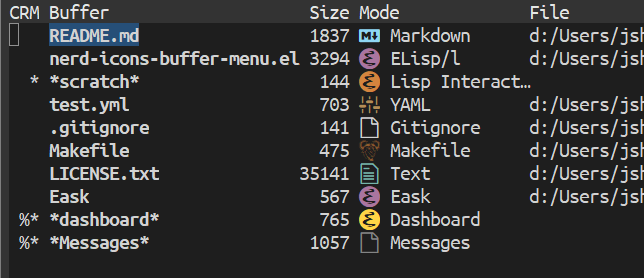 CRM Buffer Size Mode File
README.md 1837 Markdown d:/Users/jsh
nerd-icons-buffer-menu.el 3294 ELisp/l d:/Users/jsh
* *scratch* 144 Lisp Interac…
test.yml 703 YAML d:/Users/jsh
.gitignore 141 Gitignore d:/Users/jsh
Makefile 475 Makefile d:/Users/jsh
LICENSE.txt 35141 Text d:/Users/jsh
Eask 567 Eask d:/Users/jsh
%* *dashboard* 765 Dashboard
%* *Messages* 1057 Messages